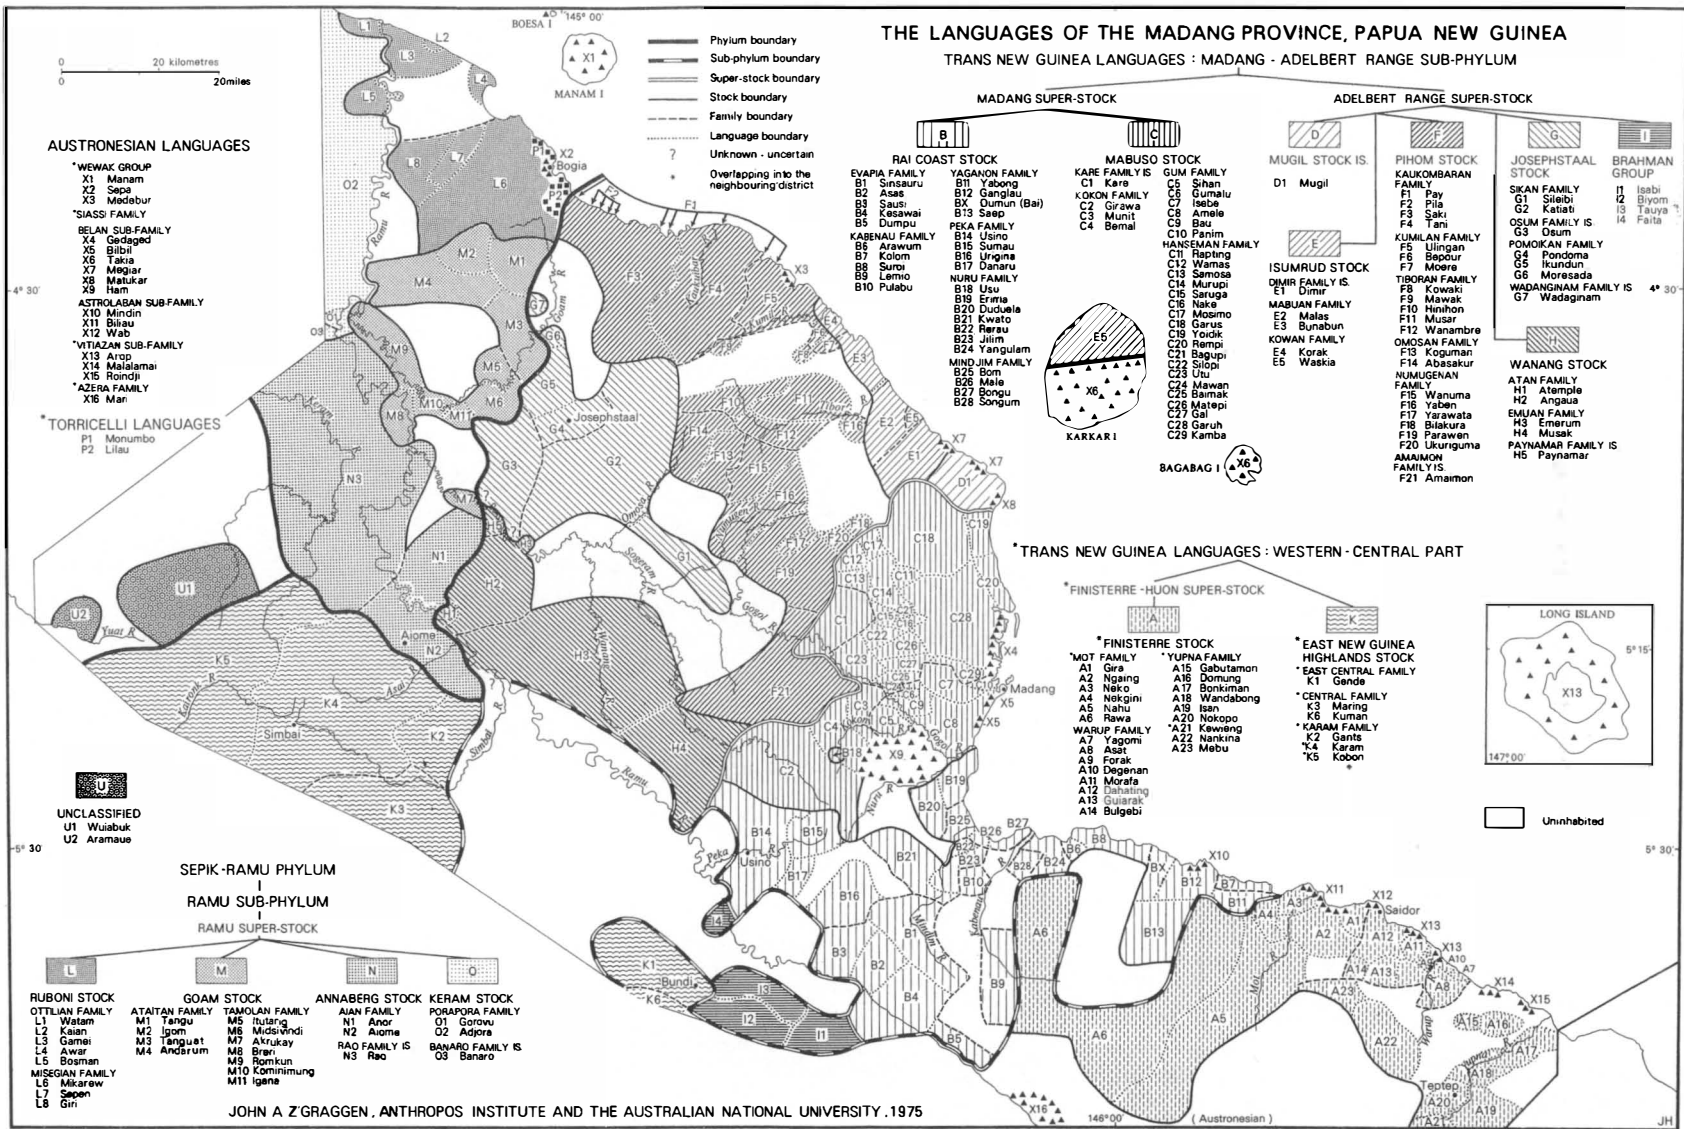 THE LANGUAGES OF THE MADANG PROVINCE, PAPUA NEW GUINEA
TRANS NEW GUINEA LANGUAGES : MADANG - ADELBERT RANGE SUB-PHYLUM
BOESA I
145° 00'
X1
MANAM I
0 20 kilometres
0 20miles
Phylum boundary
Sub-phylum boundary
Super-stock boundary
Stock boundary
Family boundary
Language boundary
? Unknown - uncertain
* Overlapping into the neighbouring district
AUSTRONESIAN LANGUAGES
*WEWAK GROUP
X1 Manam
X2 Sepa
X3 Medebur
*SIASSI FAMILY
BELAN SUB-FAMILY
X4 Gedaged
X5 Bilbil
X6 Takia
X7 Megiar
X8 Matukar
X9 Ham
ASTROLABAN SUB-FAMILY
X10 Mindin
X11 Biliau
X12 Wab
*VITIAZAN SUB-FAMILY
X13 Arop
X14 Malalamai
X15 Roindji
*AZERA FAMILY
X16 Mari
*TORRICELLI LANGUAGES
P1 Monumbo
P2 Lilau
MADANG SUPER-STOCK
B
RAI COAST STOCK
EVAPIA FAMILY
B1 Sinsauru
B2 Asas
B3 Sausi
B4 Kesawai
B5 Dumpu
KABENAU FAMILY
B6 Arawum
B7 Kolom
B8 Suroi
B9 Lemio
B10 Pulabu
YAGANON FAMILY
B11 Yabong
B12 Ganglau
BX Dumun (Bai)
B13 Saep
PEKA FAMILY
B14 Usino
B15 Sumau
B16 Urigina
B17 Danaru
NURU FAMILY
B18 Usu
B19 Erima
B20 Duduela
B21 Kwato
B22 Rerau
B23 Jilim
B24 Yangulam
MINDJIM FAMILY
B25 Bom
B26 Male
B27 Bongu
B28 Songum
C
MABUSO STOCK
KARE FAMILY IS
C1 Kare
KOKON FAMILY
C2 Girawa
C3 Munit
C4 Bemal
GUM FAMILY
C5 Sihan
C6 Gumalu
C7 Isebe
C8 Amele
C9 Bau
C10 Panim
HANSEMAN FAMILY
C11 Rapting
C12 Wamas
C13 Samosa
C14 Murupi
C15 Saruga
C16 Nake
C17 Mosimo
C18 Garus
C19 Yoidik
C20 Rempi
C21 Bagupi
C22 Silopi
C23 Utu
C24 Mawan
C25 Baimak
C26 Matepi
C27 Gal
C28 Garuh
C29 Kamba
ADELBERT RANGE SUPER-STOCK
D
MUGIL STOCK IS.
D1 Mugil
E
ISUMRUD STOCK
DIMIR FAMILY IS.
E1 Dimir
MABUAN FAMILY
E2 Malas
E3 Bunabun
KOWAN FAMILY
E4 Korak
E5 Waskia
F
PIHOM STOCK
KAUKOMBARAN FAMILY
F1 Pay
F2 Pila
F3 Saki
F4 Tani
KUMILAN FAMILY
F5 Ulingan
F6 Bepour
F7 Moere
TIBORAN FAMILY
F8 Kowaki
F9 Mawak
F10 Hinihon
F11 Musar
F12 Wanambre
OMOSAN FAMILY
F13 Koguman
F14 Abasakur
NUMUGENAN FAMILY
F15 Wanuma
F16 Yaben
F17 Yarawata
F18 Bilakura
F19 Parawen
F20 Ukuriguma
AMAIMON FAMILY IS.
F21 Amaimon
G
JOSEPHSTAAL STOCK
SIKAN FAMILY
G1 Sileibi
G2 Katiati
OSUM FAMILY IS
G3 Osum
POMOIKAN FAMILY
G4 Pondoma
G5 Ikundun
G6 Moresada
WADANGINAM FAMILY IS
G7 Wadaginam
H
WANANG STOCK
ATAN FAMILY
H1 Atemple
H2 Angaua
EMUAN FAMILY
H3 Emerum
H4 Musak
PAYNAMAR FAMILY IS
H5 Paynamar
I
BRAHMAN GROUP
I1 Isabi
I2 Biyom
I3 Tauya
I4 Faita
E5
X6
KARKAR I
BAGABAG I
X6
*TRANS NEW GUINEA LANGUAGES : WESTERN - CENTRAL PART
*FINISTERRE - HUON SUPER-STOCK
A
*FINISTERRE STOCK
*MOT FAMILY
A1 Gira
A2 Ngaing
A3 Neko
A4 Nekgini
A5 Nahu
A6 Rawa
WARUP FAMILY
A7 Yagomi
A8 Asat
A9 Forak
A10 Degenan
A11 Morafa
A12 Dahating
A13 Guiarak
A14 Bulgebi
*YUPNA FAMILY
A15 Gabutamon
A16 Domung
A17 Bonkiman
A18 Wandabong
A19 Isan
A20 Nokopo
*A21 Kewieng
A22 Nankina
A23 Mebu
K
*EAST NEW GUINEA HIGHLANDS STOCK
*EAST CENTRAL FAMILY
K1 Gende
*CENTRAL FAMILY
K3 Maring
K6 Kuman
*KARAM FAMILY
K2 Gants
*K4 Karam
*K5 Kobon
LONG ISLAND
5° 15'
X13
147° 00'
Uninhabited
U
UNCLASSIFIED
U1 Wuiabuk
U2 Aramaue
SEPIK-RAMU PHYLUM
RAMU SUB-PHYLUM
RAMU SUPER-STOCK
L
RUBONI STOCK
OTTILIAN FAMILY
L1 Watam
L2 Kaian
L3 Gamei
L4 Awar
L5 Bosman
MISEGIAN FAMILY
L6 Mikarew
L7 Sepen
L8 Giri
M
GOAM STOCK
ATAITAN FAMILY
M1 Tangu
M2 Igom
M3 Tanguat
M4 Andarum
TAMOLAN FAMILY
M5 Itutang
M6 Midsivindi
M7 Akrukay
M8 Breri
M9 Romkun
M10 Kominimung
M11 Igana
N
ANNABERG STOCK
AIAN FAMILY
N1 Anor
N2 Aiome
RAO FAMILY IS
N3 Rao
O
KERAM STOCK
PORAPORA FAMILY
O1 Gorovu
O2 Adjora
BANARO FAMILY IS
O3 Banaro
Bogia
Josephstaal
Aiome
Simbai
Madang
Usino
Bundi
Saidor
Teptep
4° 30'
4° 30'
5° 30'
5° 30'
146° 00'
( Austronesian )
JOHN A Z'GRAGGEN, ANTHROPOS INSTITUTE AND THE AUSTRALIAN NATIONAL UNIVERSITY, 1975
JH